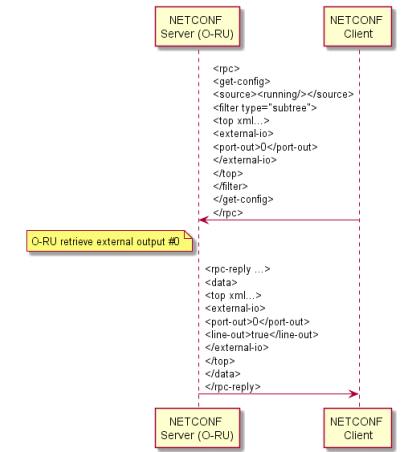 NETCONF
Server (O-RU)
NETCONF
Client
<rpc>
<get-config>
<source><running/></source>
<filter type="subtree">
<top xml...>
<external-io>
<port-out>0</port-out>
</external-io>
</top>
</filter>
</get-config>
</rpc>
O-RU retrieve external output #0
<rpc-reply ...>
<data>
<top xml...>
<external-io>
<port-out>0</port-out>
<line-out>true</line-out>
</external-io>
</top>
</data>
</rpc-reply>
NETCONF
Server (O-RU)
NETCONF
Client